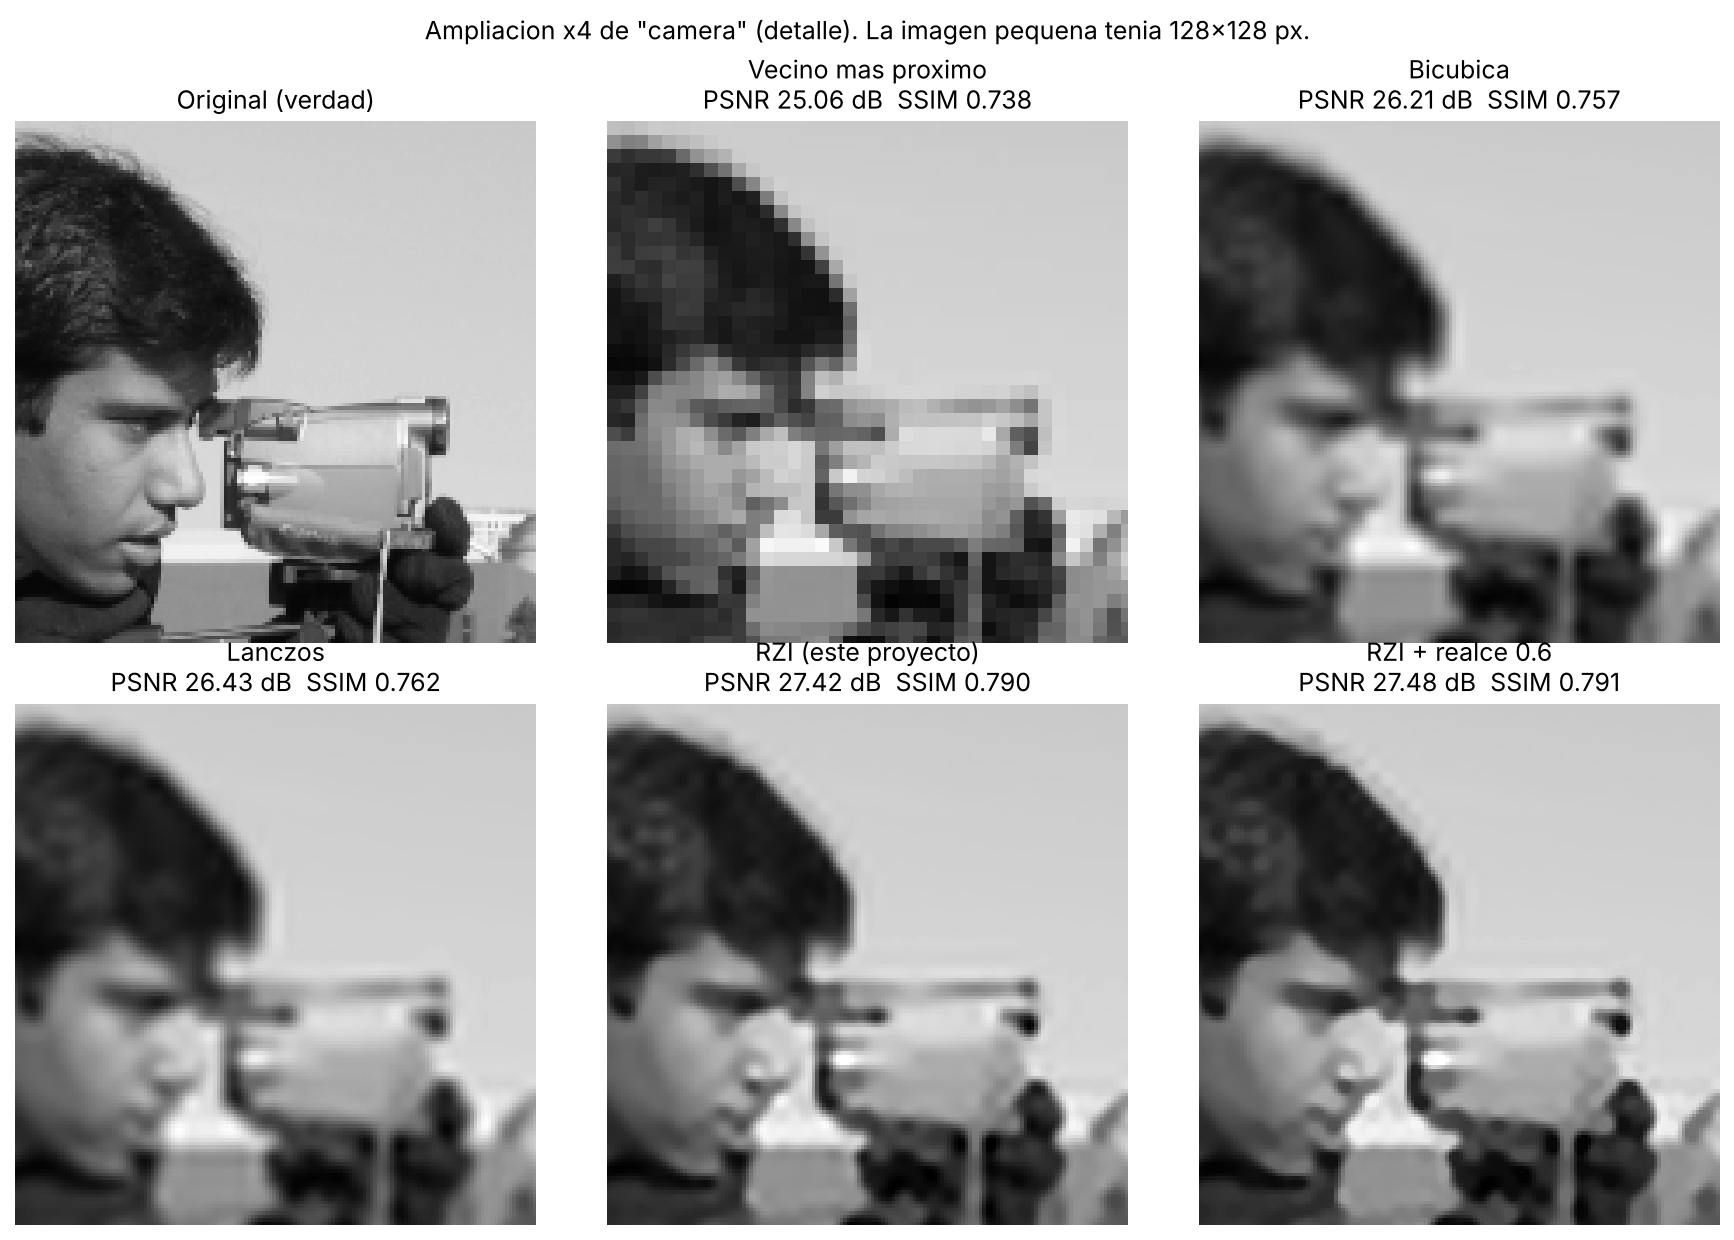 Ampliacion x4 de "camera" (detalle). La imagen pequena tenia 128×128 px.
Original (verdad)
Vecino mas proximo
PSNR 25.06 dB  SSIM 0.738
Bicubica
PSNR 26.21 dB  SSIM 0.757
Lanczos
PSNR 26.43 dB  SSIM 0.762
RZI (este proyecto)
PSNR 27.42 dB  SSIM 0.790
RZI + realce 0.6
PSNR 27.48 dB  SSIM 0.791